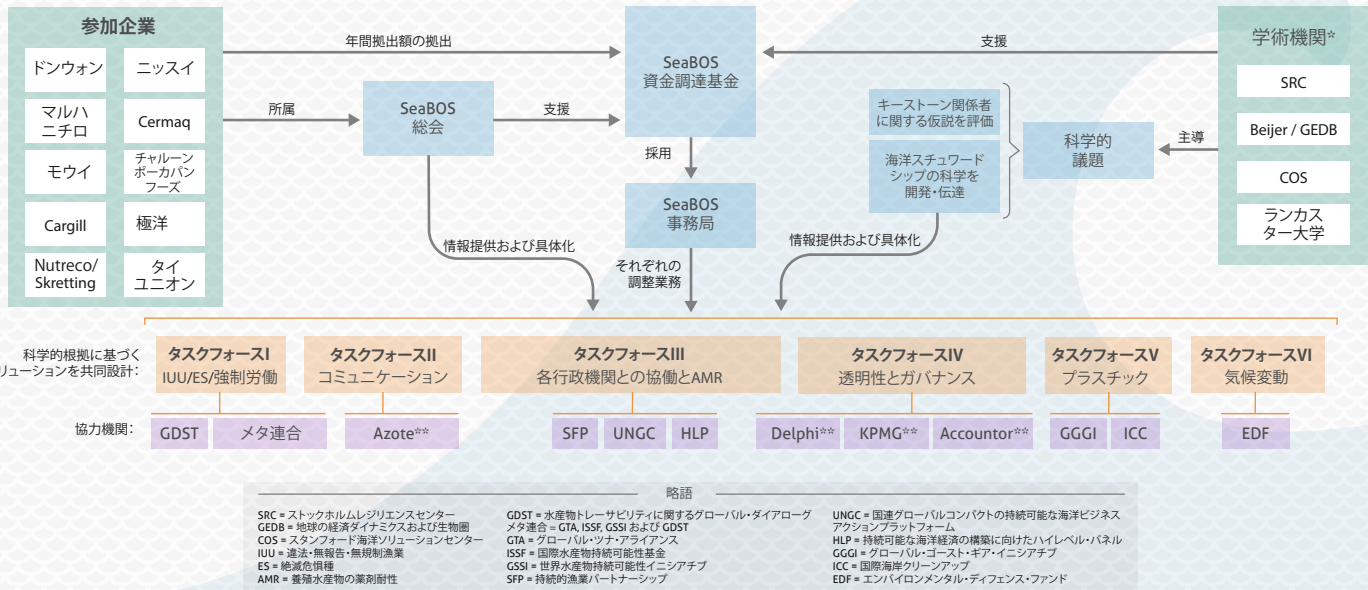 参加企業
ドンウォン
ニッスイ
マルハ
ニチロ
Cermaq
モウイ
チャルーン
ポーカパン
フーズ
Cargill
極洋
Nutreco/
Skretting
タイ
ユニオン
年間拠出額の拠出
所属
SeaBOS
総会
支援
SeaBOS
資金調達基金
採用
SeaBOS
事務局
情報提供および具体化
それぞれの
調整業務
支援
キーストーン関係者
に関する仮説を評価
海洋スチュワード
シップの科学を
開発・伝達
科学的
議題
主導
情報提供および具体化
学術機関*
SRC
Beijer / GEDB
COS
ランカス
ター大学
科学的根拠に基づく
リューションを共同設計：
タスクフォースI
IUU/ES/強制労働
タスクフォースII
コミュニケーション
タスクフォースIII
各行政機関との協働とAMR
タスクフォースIV
透明性とガバナンス
タスクフォースV
プラスチック
タスクフォースVI
気候変動
協力機関：
GDST
メタ連合
Azote**
SFP
UNGC
HLP
Delphi**
KPMG**
Accountor**
GGGI
ICC
EDF
略語
SRC = ストックホルムレジリエンスセンター
GEDB = 地球の経済ダイナミクスおよび生物圏
COS = スタンフォード海洋ソリューションセンター
IUU = 違法・無報告・無規制漁業
ES = 絶滅危惧種
AMR = 養殖水産物の薬剤耐性
GDST = 水産物トレーサビリティに関するグローバル・ダイアローグ
メタ連合 = GTA, ISSF, GSSI および GDST
GTA = グローバル・ツナ・アライアンス
ISSF = 国際水産物持続可能性基金
GSSI = 世界水産物持続可能性イニシアチブ
SFP = 持続的漁業パートナーシップ
UNGC = 国連グローバルコンパクトの持続可能な海洋ビジネス
アクションプラットフォーム
HLP = 持続可能な海洋経済の構築に向けたハイレベル・パネル
GGGI = グローバル・ゴースト・ギア・イニシアチブ
ICC = 国際海岸クリーンアップ
EDF = エンバイロンメンタル・ディフェンス・ファンド